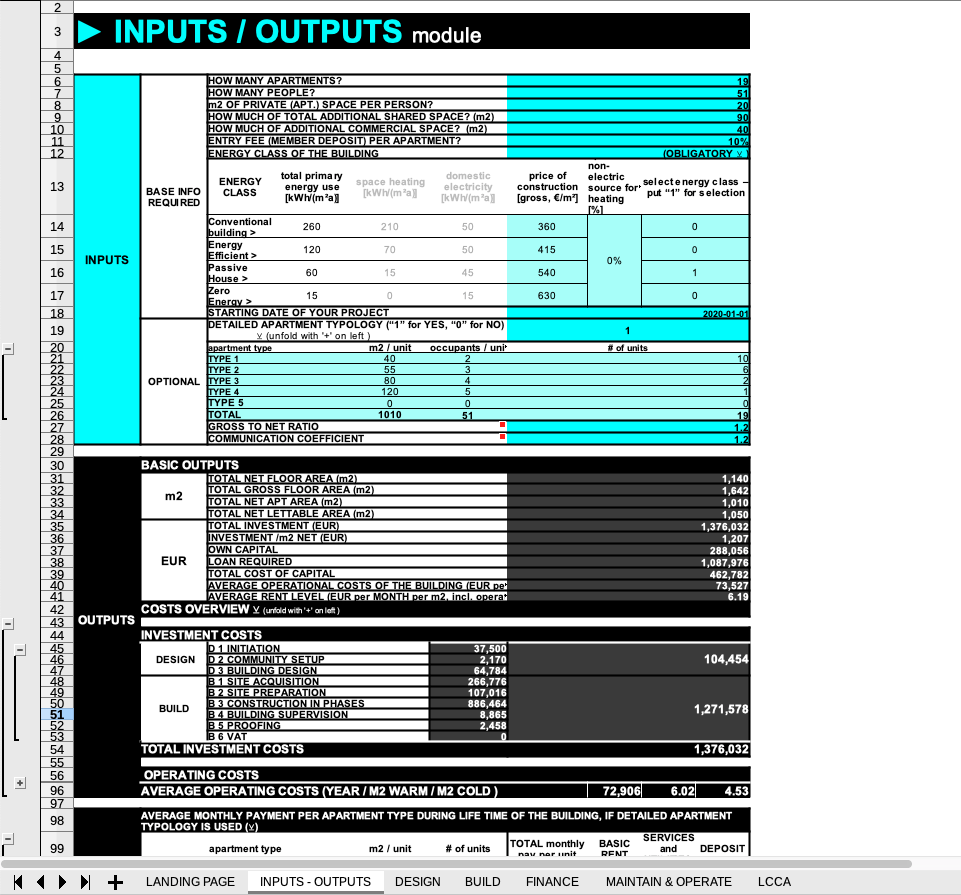 2
3 INPUTS / OUTPUTS module
4
5
6 HOW MANY APARTMENTS? 19
7 HOW MANY PEOPLE? 51
8 m2 OF PRIVATE (APT.) SPACE PER PERSON? 20
9 HOW MUCH OF TOTAL ADDITIONAL SHARED SPACE? (m2) 90
10 HOW MUCH OF ADDITIONAL COMMERCIAL SPACE? (m2) 40
11 ENTRY FEE (MEMBER DEPOSIT) PER APARTMENT? 10%
12 ENERGY CLASS OF THE BUILDING (OBLIGATORY v )
13 BASE INFO REQUIRED ENERGY CLASS total primary energy use [kWh/(m²a)] space heating [kWh/(m²a)] domestic electricity [kWh/(m²a)] price of construction [gross, €/m²] non-electric source for heating [%] select energy class – put “1” for selection
14 Conventional building > 260 210 50 360 0
15 Energy Efficient > 120 70 50 415 0
INPUTS 0%
16 Passive House > 60 15 45 540 1
17 Zero Energy > 15 0 15 630 0
18 STARTING DATE OF YOUR PROJECT 2020-01-01
19 DETAILED APARTMENT TYPOLOGY (“1” for YES, “0” for NO) v (unfold with '+' on left ) 1
20 apartment type m2 / unit occupants / uni # of units
21 TYPE 1 40 2 10
22 TYPE 2 55 3 6
23 OPTIONAL TYPE 3 80 4 2
24 TYPE 4 120 5 1
25 TYPE 5 0 0 0
26 TOTAL 1010 51 19
27 GROSS TO NET RATIO 1.2
28 COMMUNICATION COEFFICIENT 1.2
29
30 BASIC OUTPUTS
31 TOTAL NET FLOOR AREA (m2) 1,140
32 m2 TOTAL GROSS FLOOR AREA (m2) 1,642
33 TOTAL NET APT AREA (m2) 1,010
34 TOTAL NET LETTABLE AREA (m2) 1,050
35 TOTAL INVESTMENT (EUR) 1,376,032
36 INVESTMENT /m2 NET (EUR) 1,207
37 OWN CAPITAL 288,056
38 EUR LOAN REQUIRED 1,087,976
39 TOTAL COST OF CAPITAL 462,782
40 AVERAGE OPERATIONAL COSTS OF THE BUILDING (EUR pe 73,527
41 AVERAGE RENT LEVEL (EUR per MONTH per m2, incl. opera 6.19
42 COSTS OVERVIEW v (unfold with '+' on left )
43 OUTPUTS
44 INVESTMENT COSTS
45 D 1 INITIATION 37,500
46 DESIGN D 2 COMMUNITY SETUP 2,170 104,454
47 D 3 BUILDING DESIGN 64,784
48 B 1 SITE ACQUISITION 266,776
49 B 2 SITE PREPARATION 107,016
50 BUILD B 3 CONSTRUCTION IN PHASES 886,464 1,271,578
51 B 4 BUILDING SUPERVISION 8,865
52 B 5 PROOFING 2,458
53 B 6 VAT 0
54 TOTAL INVESTMENT COSTS 1,376,032
55
56 OPERATING COSTS
96 AVERAGE OPERATING COSTS (YEAR / M2 WARM / M2 COLD ) 72,906 6.02 4.53
97
98 AVERAGE MONTHLY PAYMENT PER APARTMENT TYPE DURING LIFE TIME OF THE BUILDING, IF DETAILED APARTMENT TYPOLOGY IS USED (v)
99 apartment type m2 / unit # of units TOTAL monthly pay per unit BASIC RENT SERVICES and DEPOSIT
LANDING PAGE INPUTS - OUTPUTS DESIGN BUILD FINANCE MAINTAIN & OPERATE LCCA